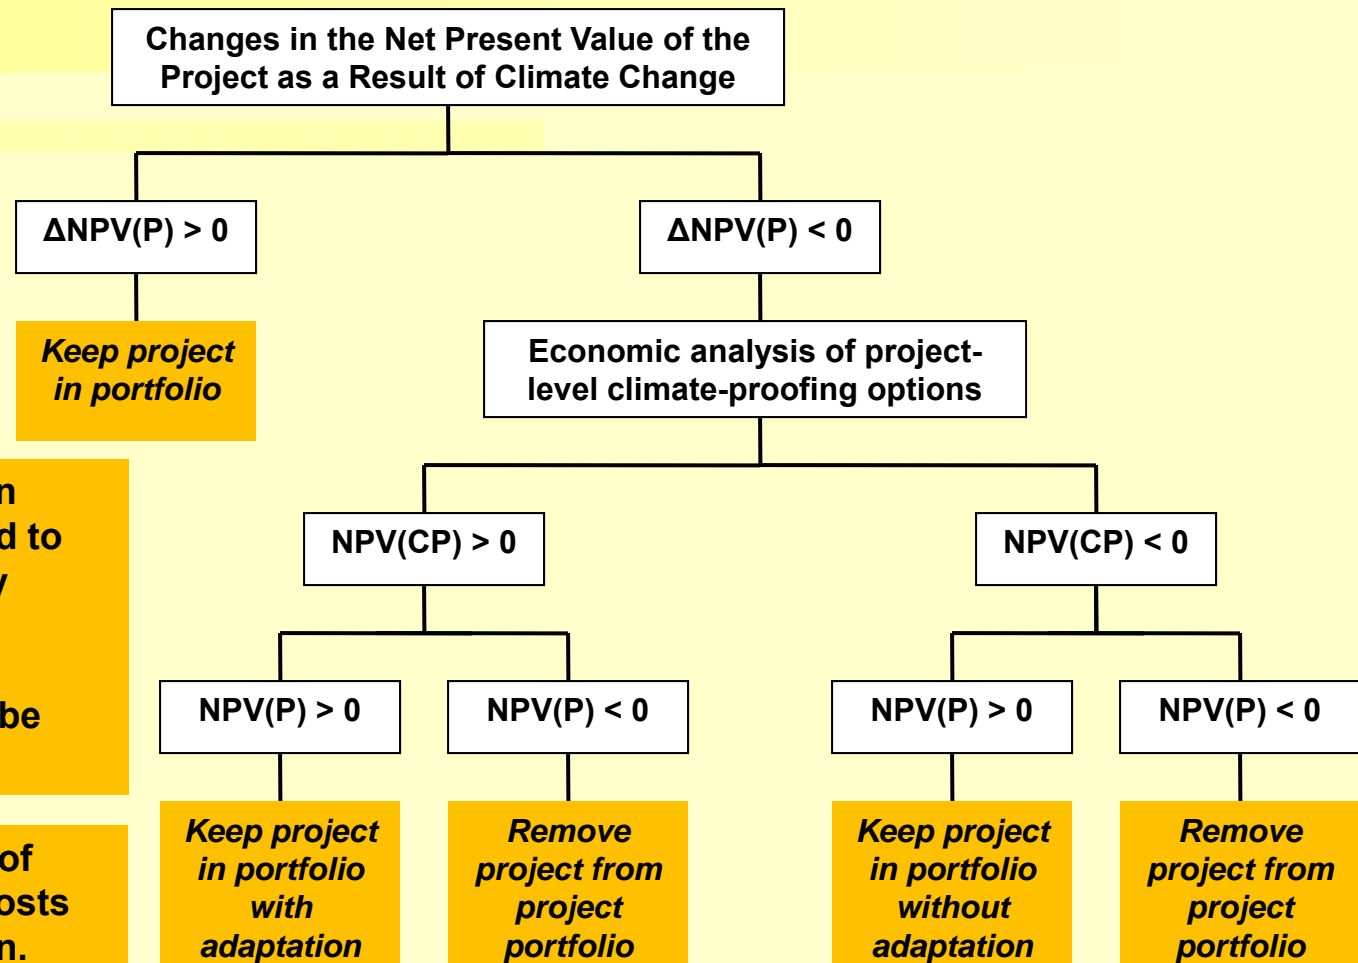 Changes in the Net Present Value of the
Project as a Result of Climate Change
ΔNPV(P) > 0
ΔNPV(P) < 0
Keep project
in portfolio
Economic analysis of project-
level climate-proofing options
NPV(CP) > 0
NPV(CP) < 0
NPV(P) > 0
NPV(P) < 0
NPV(P) > 0
NPV(P) < 0
Keep project
in portfolio
with
adaptation
Remove
project from
project
portfolio
Keep project
in portfolio
without
adaptation
Remove
project from
project
portfolio
to
be
of